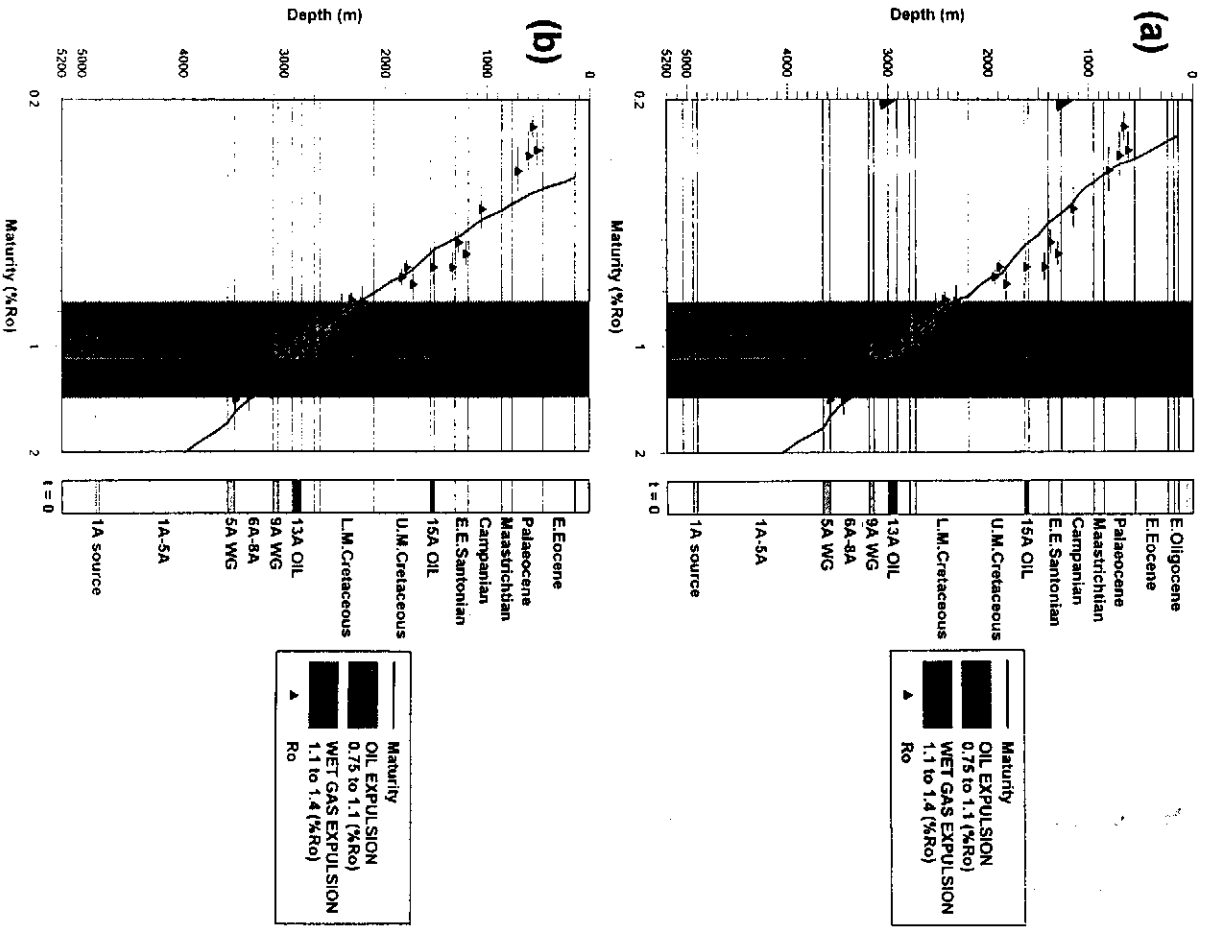 (a)
Depth (m)
0
1000
2000
3000
4000
5000
5200
0.2
1
2
Maturity (%Ro)
t = 0
E.Oligocene
E.Eocene
Palaeocene
Maastrichtian
Campanian
E.E.Santonian
15A OIL
U.M.Cretaceous
L.M.Cretaceous
13A OIL
9A WG
6A-8A
5A WG
1A-5A
1A source
Maturity
OIL EXPULSION
0.75 to 1.1 (%Ro)
WET GAS EXPULSION
1.1 to 1.4 (%Ro)
Ro
(b)
Depth (m)
0
1000
2000
3000
4000
5000
5200
0.2
1
2
Maturity (%Ro)
t = 0
E.Eocene
Palaeocene
Maastrichtian
Campanian
E.E.Santonian
15A OIL
U.M.Cretaceous
L.M.Cretaceous
13A OIL
9A WG
6A-8A
5A WG
1A-5A
1A source
Maturity
OIL EXPULSION
0.75 to 1.1 (%Ro)
WET GAS EXPULSION
1.1 to 1.4 (%Ro)
Ro